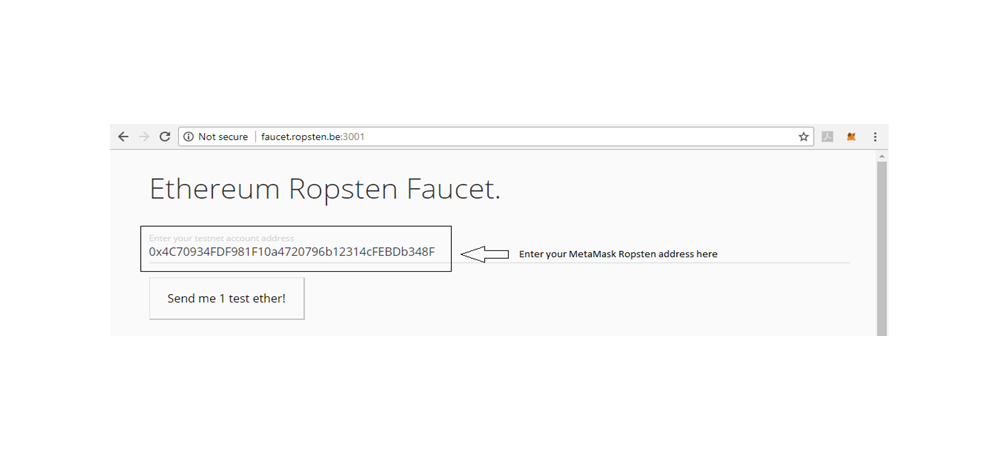 Not secure faucet.ropsten.be:3001
Ethereum Ropsten Faucet.
Enter your testnet account address
0x4C70934FDF981F10a4720796b12314cFEBDb348F
Enter your MetaMask Ropsten address here
Send me 1 test ether!